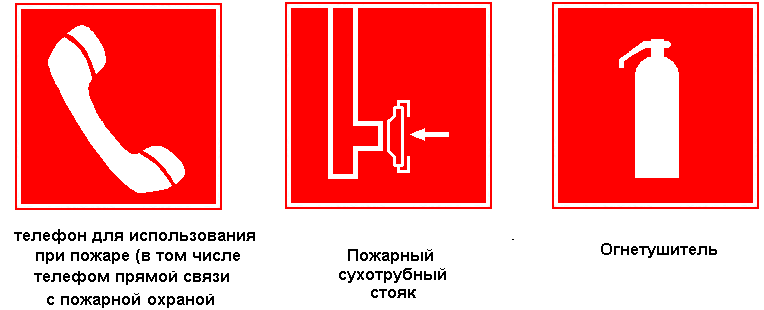 телефон для использования
при пожаре (в том числе
телефом прямой связи
с пожарной охраной
Пожарный
сухотрубный
стояк
Огнетушитель